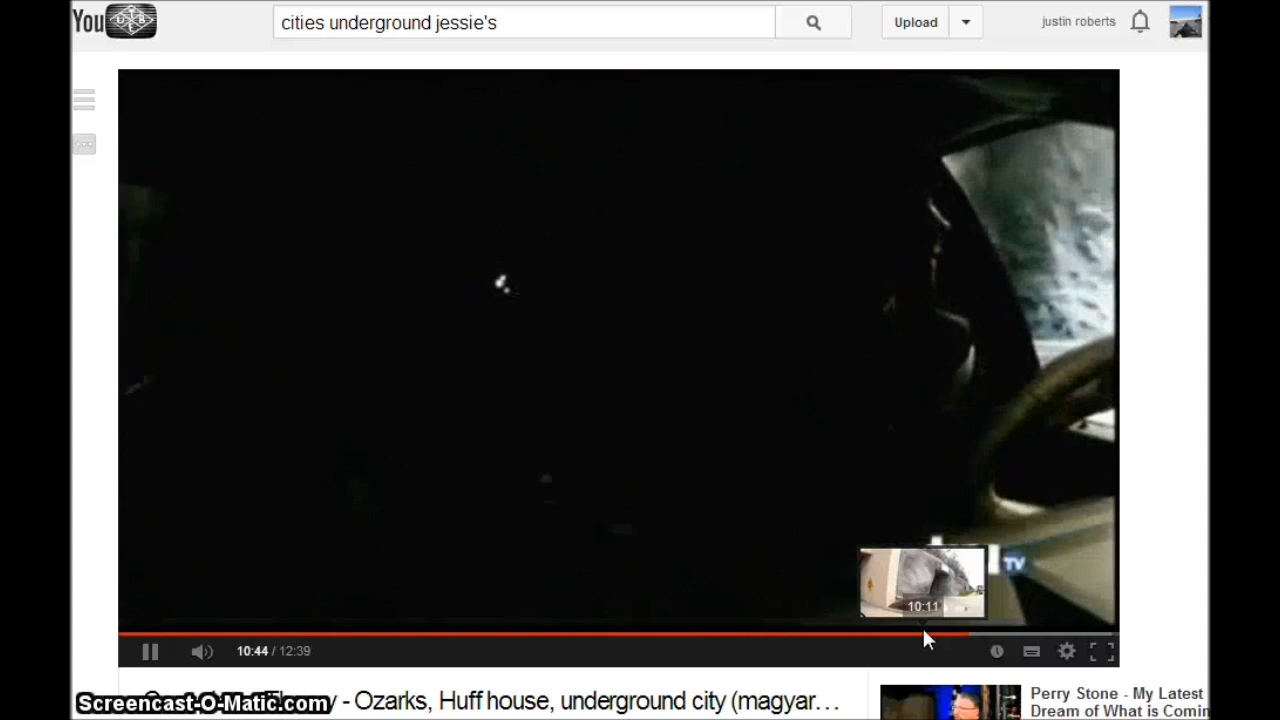 You
TUBE
cities underground jessie's
Upload
justin roberts
TV
10:11
10:44 / 12:39
- Ozarks, Huff house, underground city (magyar...
Screencast-O-Matic.com
Perry Stone - My Latest
Dream of What is Comin